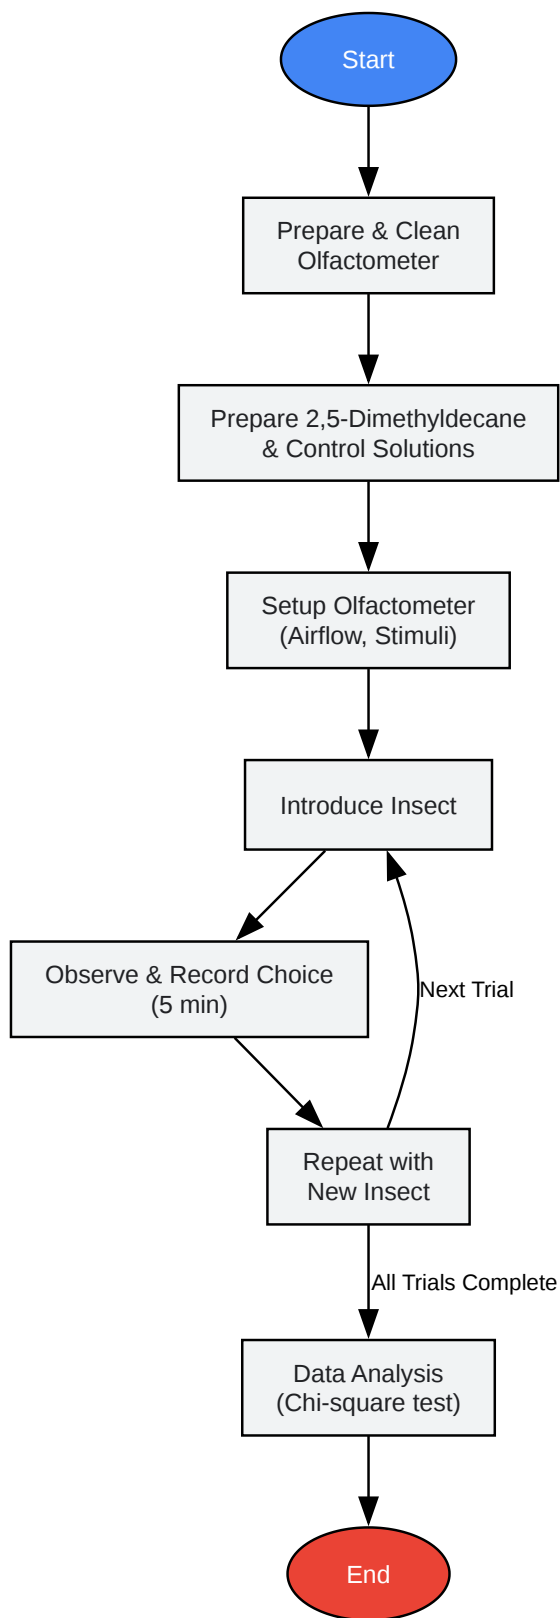 Start
Prepare & Clean
Olfactometer
Prepare 2,5-Dimethyldecane
& Control Solutions
Setup Olfactometer
(Airflow, Stimuli)
Introduce Insect
Observe & Record Choice
(5 min)
Next Trial
Repeat with
New Insect
All Trials Complete
Data Analysis
(Chi-square test)
End